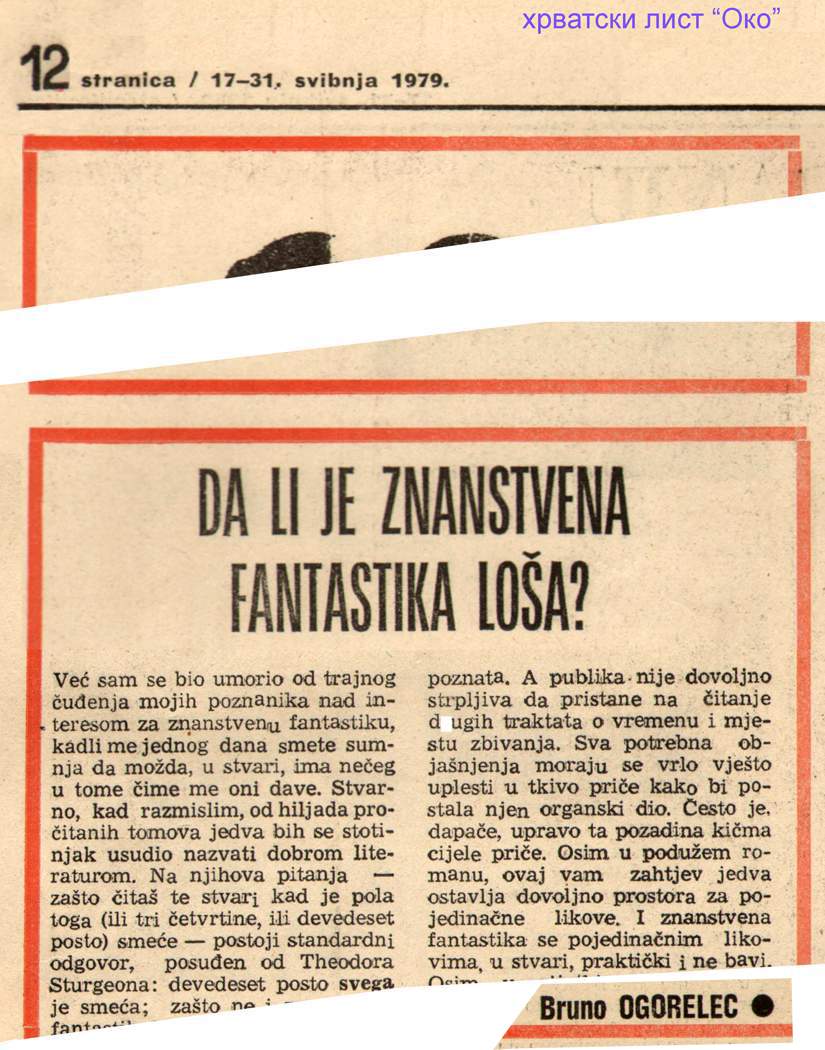 хрватски лист “Око”
12 stranica / 17–31. svibnja 1979.
DA LI JE ZNANSTVENA
FANTASTIKA LOŠA?
Već sam se bio umorio od trajnog
čuđenja mojih poznanika nad in-
teresom za znanstvenu fantastiku,
kadli me jednog dana smete sum-
nja da možda, u stvari, ima nečeg
u tome čime me oni dave. Stvar-
no, kad razmislim, od hiljada pro-
čitanih tomova jedva bih se stoti-
njak usudio nazvati dobrom lite-
raturom. Na njihova pitanja —
zašto čitaš te stvari kad je pola
toga (ili tri četvrtine, ili devedeset
posto) smeće — postoji standardni
odgovor, posuđen od Theodora
Sturgeona: devedeset posto svega
je smeća; zašto ne
poznata. A publika nije dovoljno
strpljiva da pristane na čitanje
d ugih traktata o vremenu i mje-
stu zbivanja. Sva potrebna ob-
jašnjenja moraju se vrlo vješto
uplesti u tkivo priče kako bi po-
stala njen organski dio. Često je,
dapače, upravo ta pozadina kičma
cijele priče. Osim u podužem ro-
manu, ovaj vam zahtjev jedva
ostavlja dovoljno prostora za po-
jedinačne likove. I znanstvena
fantastika se pojedinačnim liko-
vima, u stvari, praktički i ne bavi.
Bruno OGORELEC ●